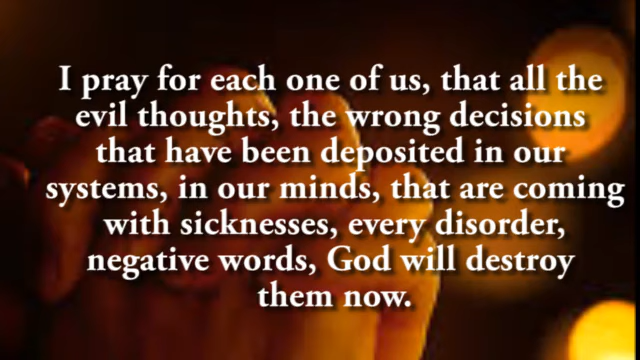 I pray for each one of us, that all the
evil thoughts, the wrong decisions
that have been deposited in our
systems, in our minds, that are coming
with sicknesses, every disorder,
negative words, God will destroy
them now.